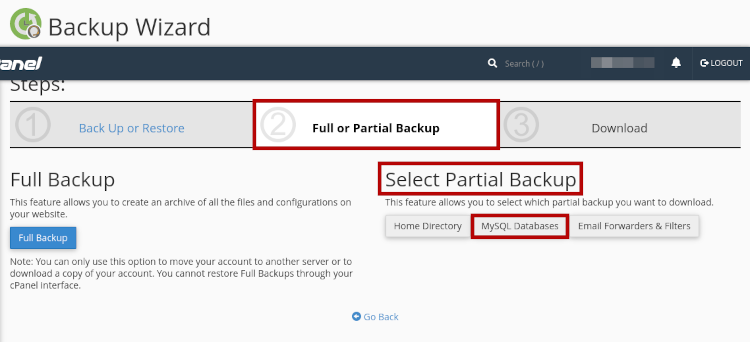 Backup Wizard
anel
Search ( / )
LOGOUT
Steps:
1
Back Up or Restore
2
Full or Partial Backup
3
Download
Full Backup
This feature allows you to create an archive of all the files and configurations on
your website.
Full Backup
Note: You can only use this option to move your account to another server or to
download a copy of your account. You cannot restore Full Backups through your
cPanel interface.
Select Partial Backup
This feature allows you to select which partial backup you want to download.
Home Directory
MySQL Databases
Email Forwarders & Filters
Go Back